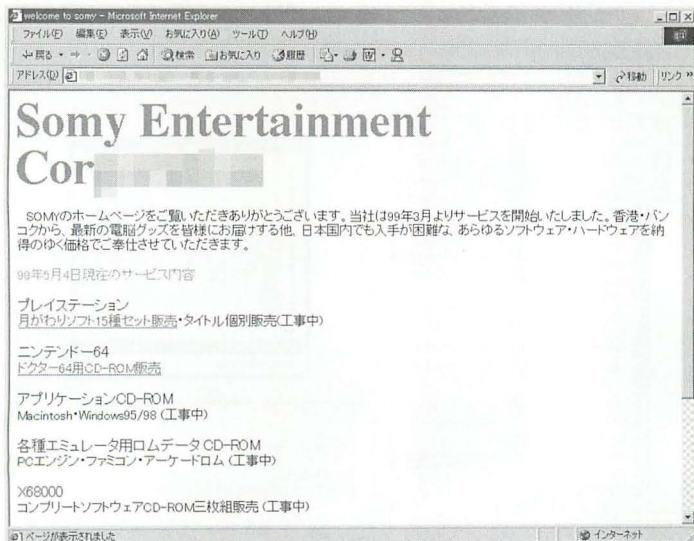 welcome to somy - Microsoft Internet Explorer
ファイル(F) 編集(E) 表示(V) お気に入り(A) ツール(T) ヘルプ(H)
戻る 検索 お気に入り 履歴
アドレス(D) 移動 リンク »
Somy Entertainment
Cor
SOMYのホームページをご覧いただきありがとうございます。当社は99年3月よりサービスを開始いたしました。香港・バン
コクから、最新の電脳グッズを皆様にお届けする他、日本国内でも入手が困難な、あらゆるソフトウェア・ハードウェアを納
得のゆく価格でご奉仕させていただきます。
99年5月4日現在のサービス内容
プレイステーション
月がわりソフト15種セット販売・タイトル個別販売(工事中)
ニンテンドー64
ドクター64用CD-ROM販売
アプリケーションCD-ROM
Macintosh・Windows95/98 (工事中)
各種エミュレータ用ロムデータ CD-ROM
PCエンジン・ファミコン・アーケードロム (工事中)
X68000
コンプリートソフトウェアCD-ROM三枚組販売 (工事中)
ページが表示されました インターネット